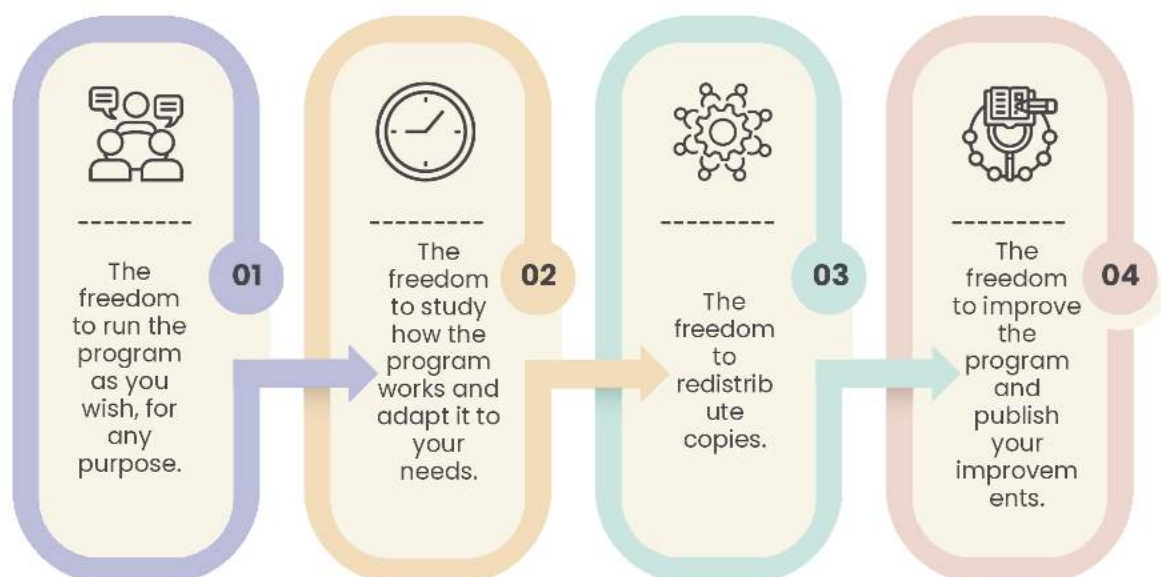 01
The
freedom
to run the
program
as you
wish, for
any
purpose.
02
The
freedom
to study
how the
program
works and
adapt it to
your
needs.
03
The
freedom
to
redistrib
ute
copies.
04
The
freedom
to improve
the
program
and
publish
your
improvem
ents.